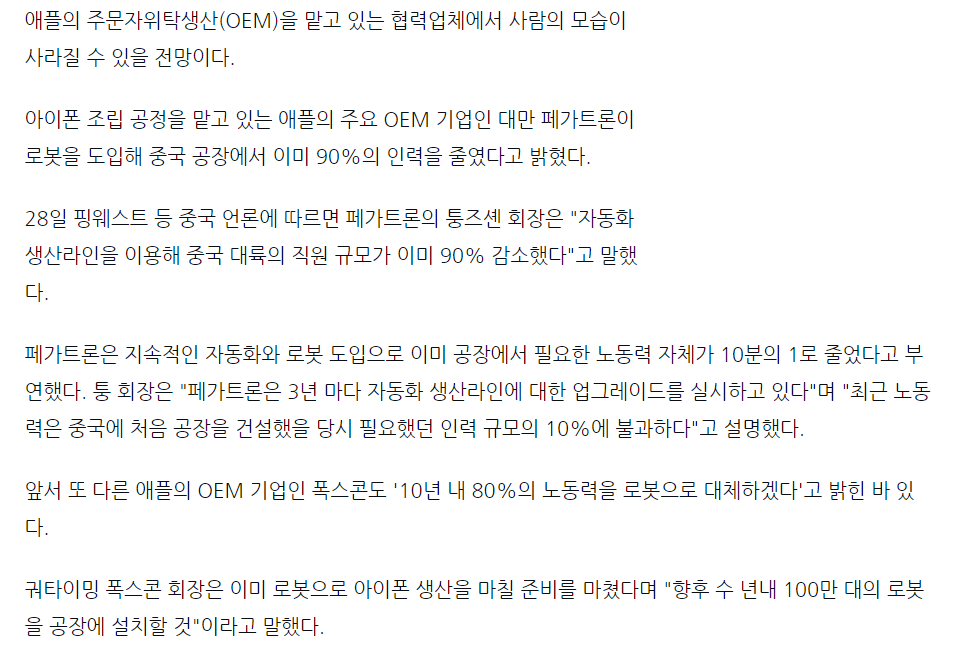 애플의 주문자위탁생산(OEM)을 맡고 있는 협력업체에서 사람의 모습이
사라질 수 있을 전망이다.
아이폰 조립 공정을 맡고 있는 애플의 주요 OEM 기업인 대만 페가트론이
로봇을 도입해 중국 공장에서 이미 90%의 인력을 줄였다고 밝혔다.
28일 핑웨스트 등 중국 언론에 따르면 페가트론의 퉁즈셴 회장은 "자동화
생산라인을 이용해 중국 대륙의 직원 규모가 이미 90% 감소했다"고 말했
다.
페가트론은 지속적인 자동화와 로봇 도입으로 이미 공장에서 필요한 노동력 자체가 10분의 1로 줄었다고 부
연했다. 퉁 회장은 "페가트론은 3년 마다 자동화 생산라인에 대한 업그레이드를 실시하고 있다"며 "최근 노동
력은 중국에 처음 공장을 건설했을 당시 필요했던 인력 규모의 10%에 불과하다"고 설명했다.
앞서 또 다른 애플의 OEM 기업인 폭스콘도 '10년 내 80%의 노동력을 로봇으로 대체하겠다'고 밝힌 바 있
다.
궈타이밍 폭스콘 회장은 이미 로봇으로 아이폰 생산을 마칠 준비를 마쳤다며 "향후 수 년내 100만 대의 로봇
을 공장에 설치할 것"이라고 말했다.